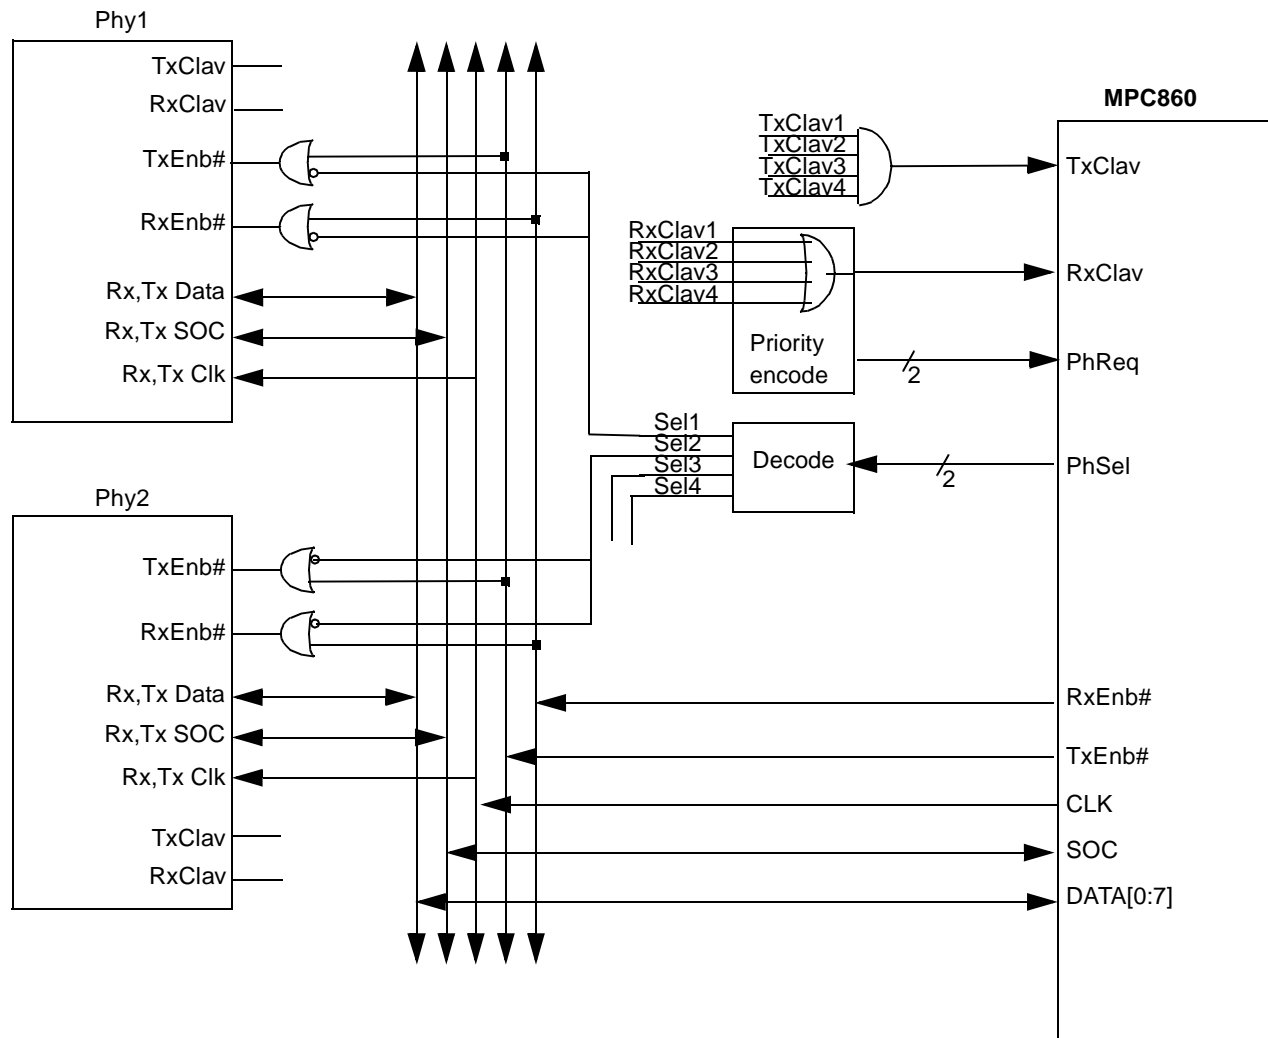 Phy1
TxClav
RxClav
TxEnb#
RxEnb#
Rx,Tx Data
Rx,Tx SOC
Rx,Tx Clk
Phy2
TxEnb#
RxEnb#
Rx,Tx Data
Rx,Tx SOC
Rx,Tx Clk
TxClav
RxClav
TxClav1
TxClav2
TxClav3
TxClav4
RxClav1
RxClav2
RxClav3
RxClav4
Priority
encode
2
Sel1
Sel2
Sel3
Sel4
Decode
2
MPC860
TxClav
RxClav
PhReq
PhSel
RxEnb#
TxEnb#
CLK
SOC
DATA[0:7]